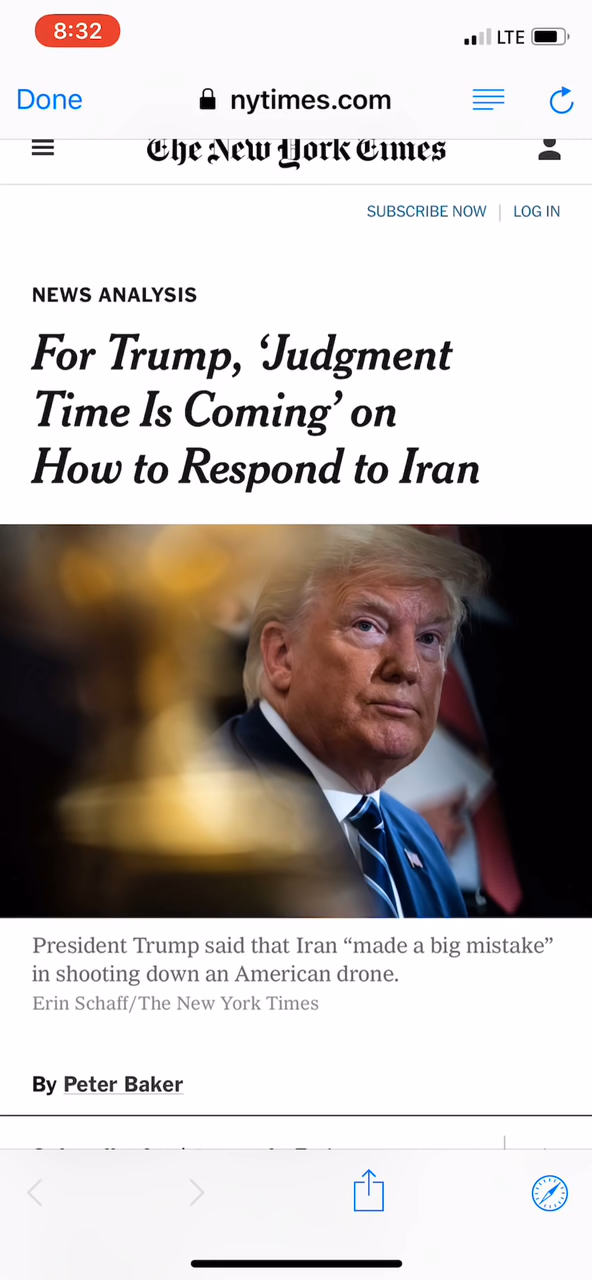 8:32
LTE
Done
nytimes.com
The New York Times
SUBSCRIBE NOW | LOG IN
NEWS ANALYSIS
For Trump, ‘Judgment
Time Is Coming’ on
How to Respond to Iran
President Trump said that Iran “made a big mistake”
in shooting down an American drone.
Erin Schaff/The New York Times
By Peter Baker